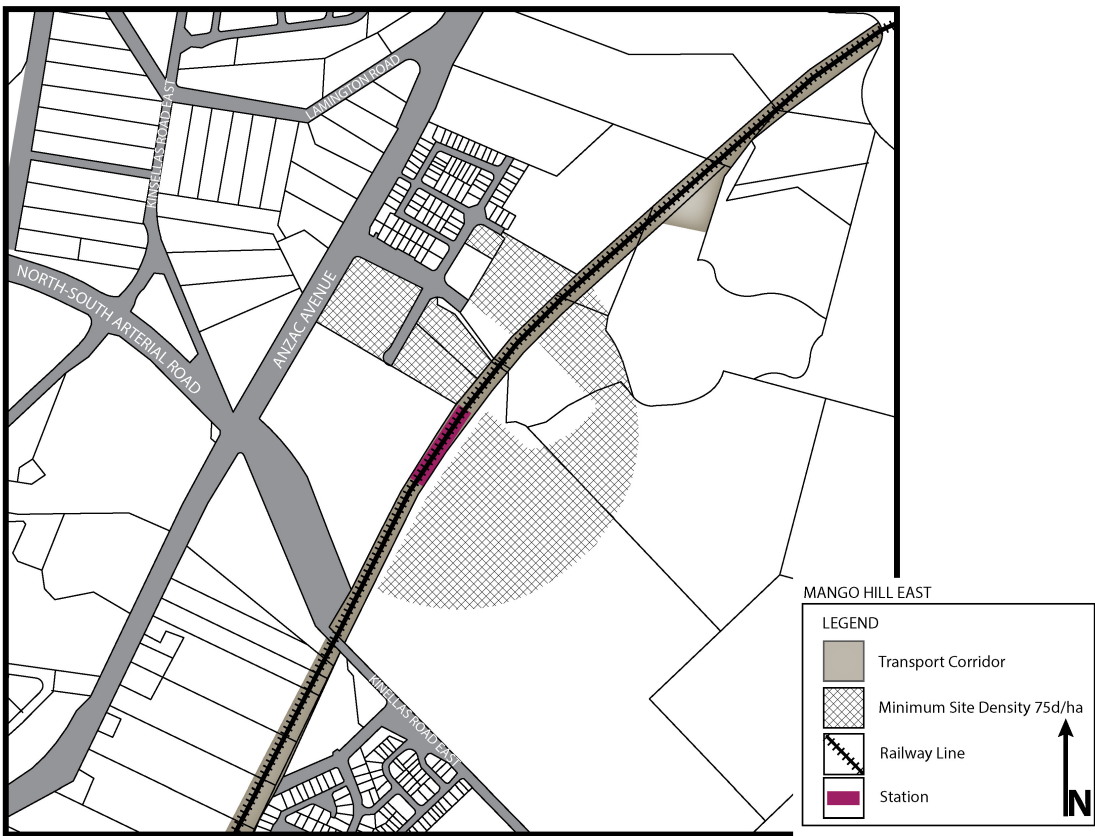 LAMINGTON ROAD
KINSELLAS ROAD EAST
NORTH-SOUTH ARTERIAL ROAD
ANZAC AVENUE
KINELLAS ROAD EAST
MANGO HILL EAST
LEGEND
Transport Corridor
Minimum Site Density 75d/ha
Railway Line
Station
N